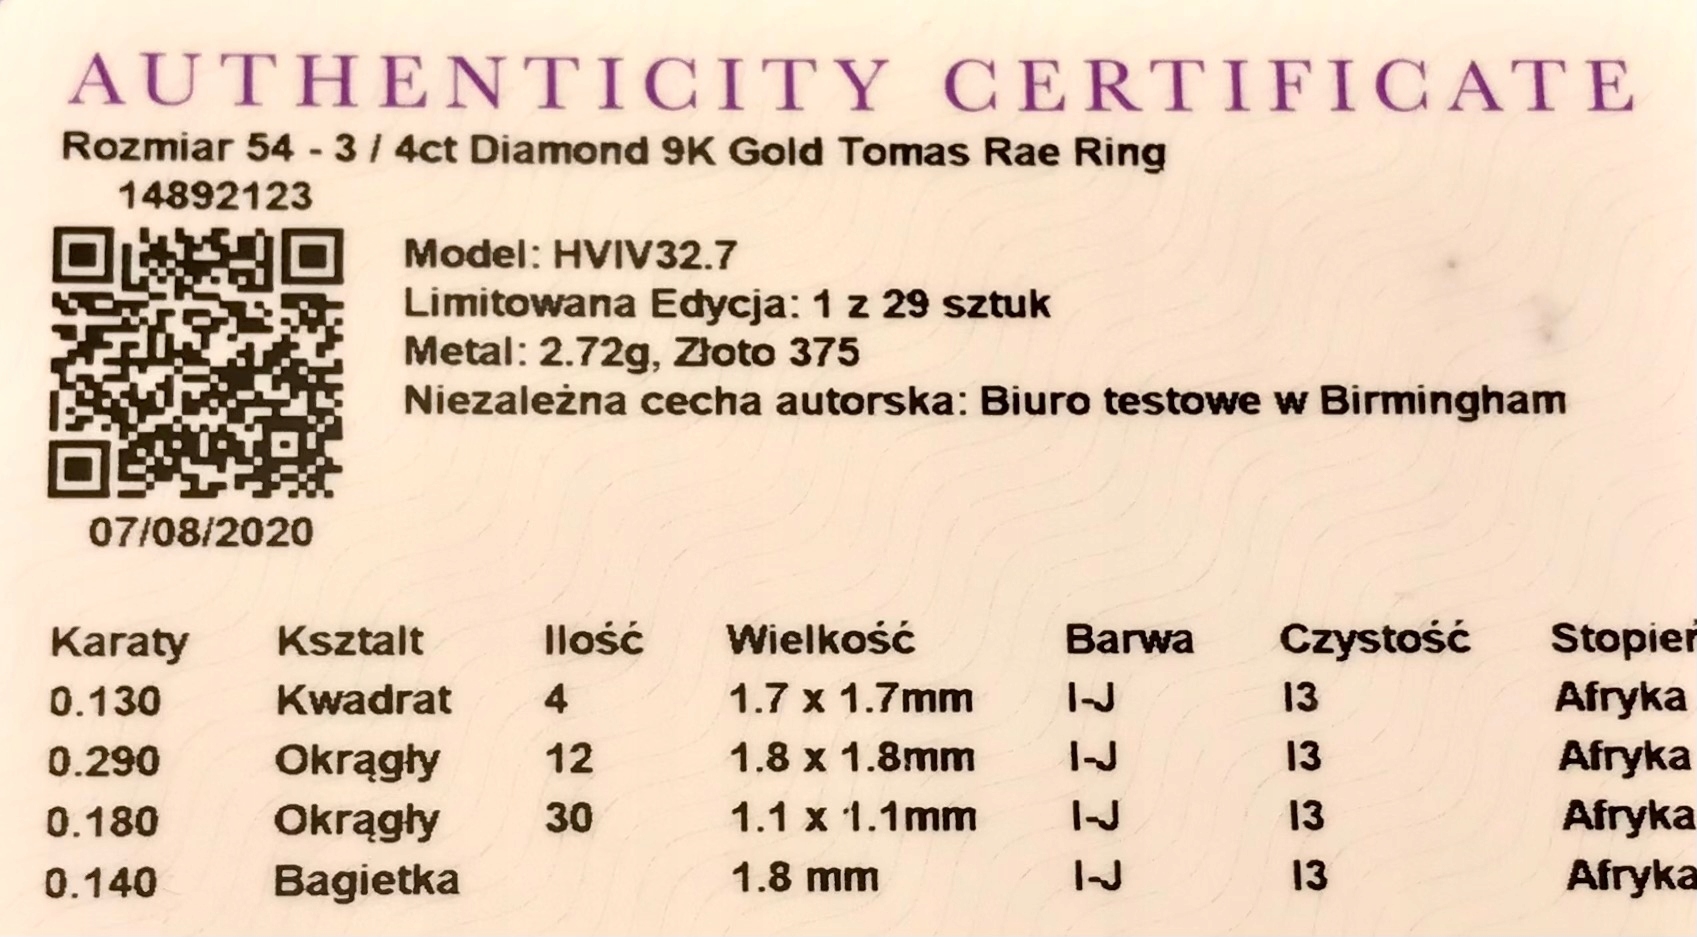 AUTHENTICITY CERTIFICATE
Rozmiar 54 - 3 / 4ct Diamond 9K Gold Tomas Rae Ring
14892123
Model: HVIV32.7
Limitowana Edycja: 1 z 29 sztuk
Metal: 2.72g, Złoto 375
Niezależna cecha autorska: Biuro testowe w Birmingham
07/08/2020
Karaty Ksztalt Ilość Wielkość Barwa Czystość Stopień
0.130 Kwadrat 4 1.7 x 1.7mm I-J I3 Afryka
0.290 Okrągły 12 1.8 x 1.8mm I-J I3 Afryka
0.180 Okrągły 30 1.1 x 1.1mm I-J I3 Afryka
0.140 Bagietka 1.8 mm I-J I3 Afryka